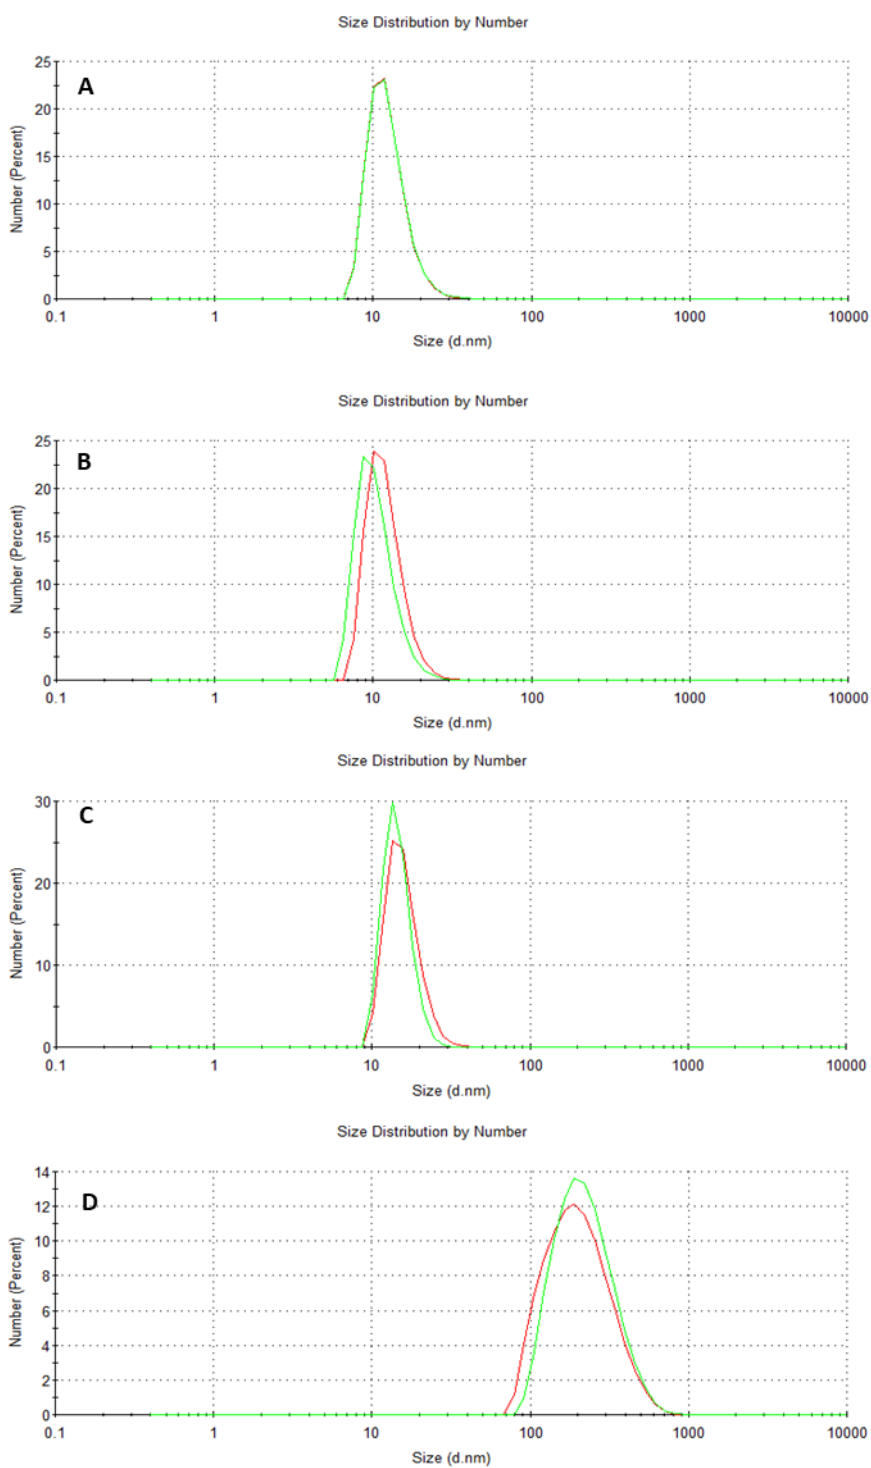 Size Distribution by Number
A
25
20
15
10
5
0
Number (Percent)
0.1 1 10 100 1000 10000
Size (d.nm)
Size Distribution by Number
B
25
20
15
10
5
0
Number (Percent)
0.1 1 10 100 1000 10000
Size (d.nm)
Size Distribution by Number
C
30
20
10
0
Number (Percent)
0.1 1 10 100 1000 10000
Size (d.nm)
Size Distribution by Number
D
14
12
10
8
6
4
2
0
Number (Percent)
0.1 1 10 100 1000 10000
Size (d.nm)